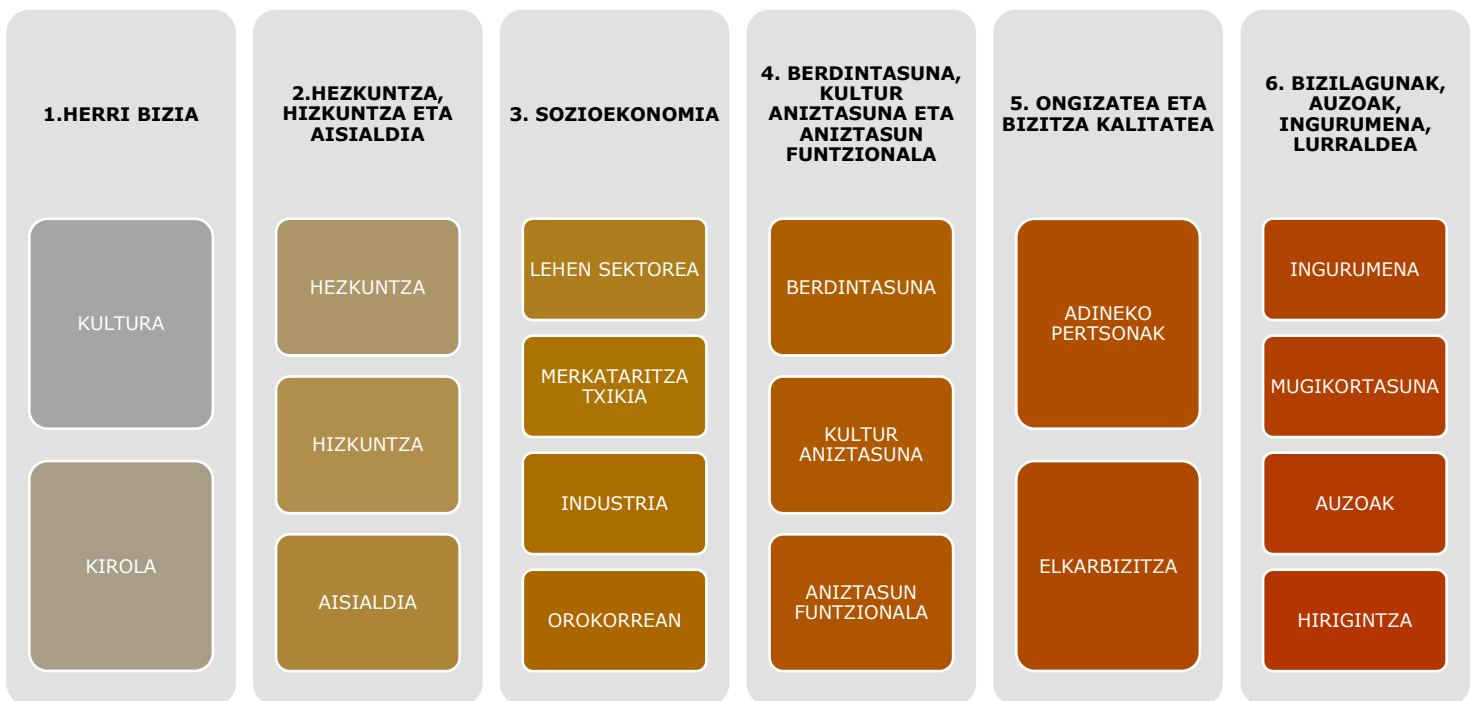 1.HERRI BIZIA
KULTURA
KIROLA
2.HEZKUNTZA,
HIZKUNTZA ETA
AISIALDIA
HEZKUNTZA
HIZKUNTZA
AISIALDIA
3. SOZIOEKONOMIA
LEHEN SEKTOREA
MERKATARITZA
TXIKIA
INDUSTRIA
OROKORREAN
4. BERDINTASUNA,
KULTUR
ANIZTASUNA ETA
ANIZTASUN
FUNTZIONALA
BERDINTASUNA
KULTUR
ANIZTASUNA
ANIZTASUN
FUNTZIONALA
5. ONGIZATEA ETA
BIZITZA KALITATEA
ADINEKO
PERTSONAK
ELKARBIZITZA
6. BIZILAGUNAK,
AUZOAK,
INGURUMENA,
LURRALDEA
INGURUMENA
MUGIKORTASUNA
AUZOAK
HIRIGINTZA